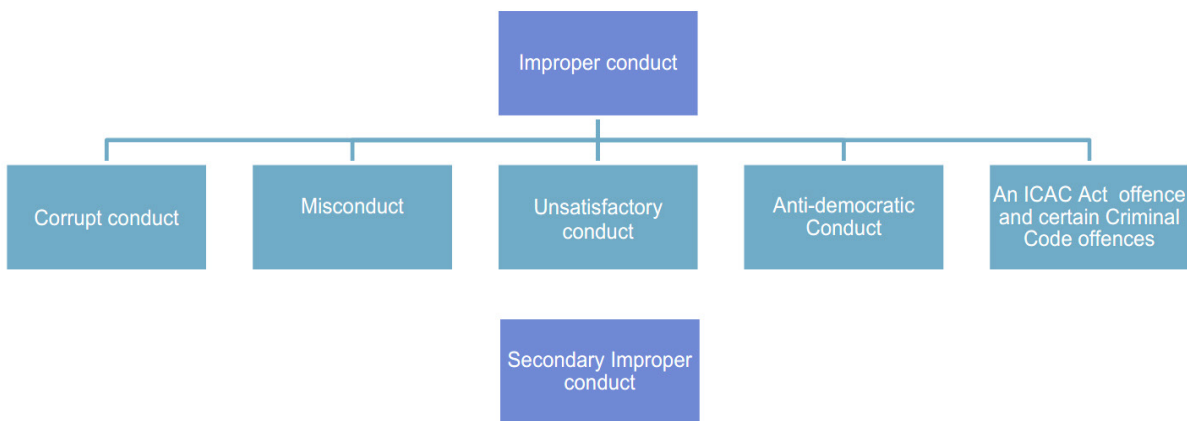 Improper conduct
Corrupt conduct
Misconduct
Unsatisfactory
conduct
Anti-democratic
Conduct
An ICAC Act  offence
and certain Criminal
Code offences
Secondary Improper
conduct